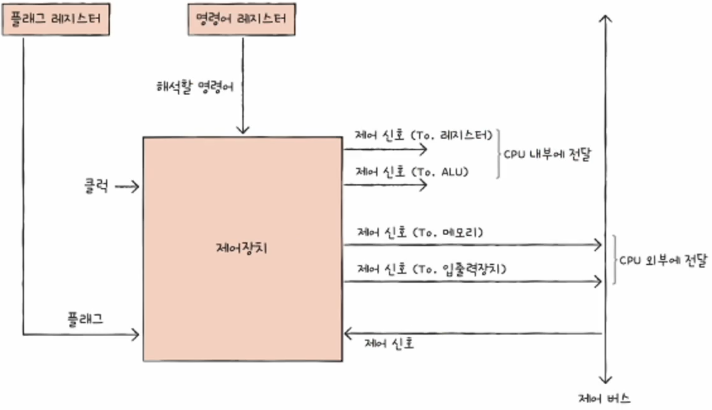 플래그 레지스터
명령어 레지스터
해석할 명령어
제어 신호 (To. 레지스터)
CPU 내부에 전달
제어 신호 (To. ALU)
클럭
제어장치
제어 신호 (To. 메모리)
CPU 외부에 전달
제어 신호 (To. 입출력장치)
플래그
제어 신호
제어 버스